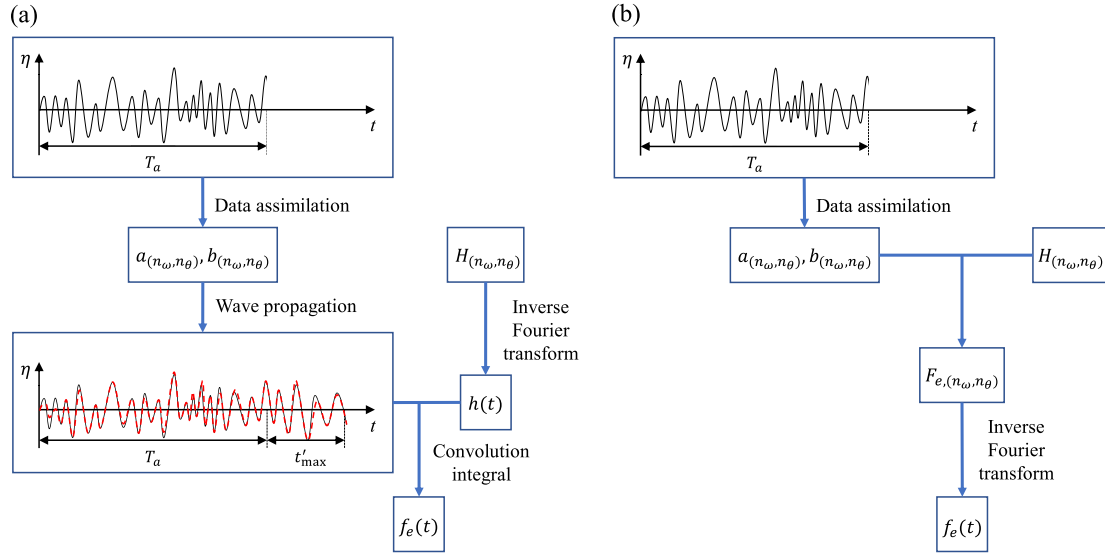 (a)
η
t
T_a
Data assimilation
a_(n_ω,n_θ), b_(n_ω,n_θ)
H_(n_ω,n_θ)
Wave propagation
Inverse
Fourier
transform
η
t
T_a
t′_max
h(t)
Convolution
integral
f_e(t)
(b)
η
t
T_a
Data assimilation
a_(n_ω,n_θ), b_(n_ω,n_θ)
H_(n_ω,n_θ)
F_e,(n_ω,n_θ)
Inverse
Fourier
transform
f_e(t)